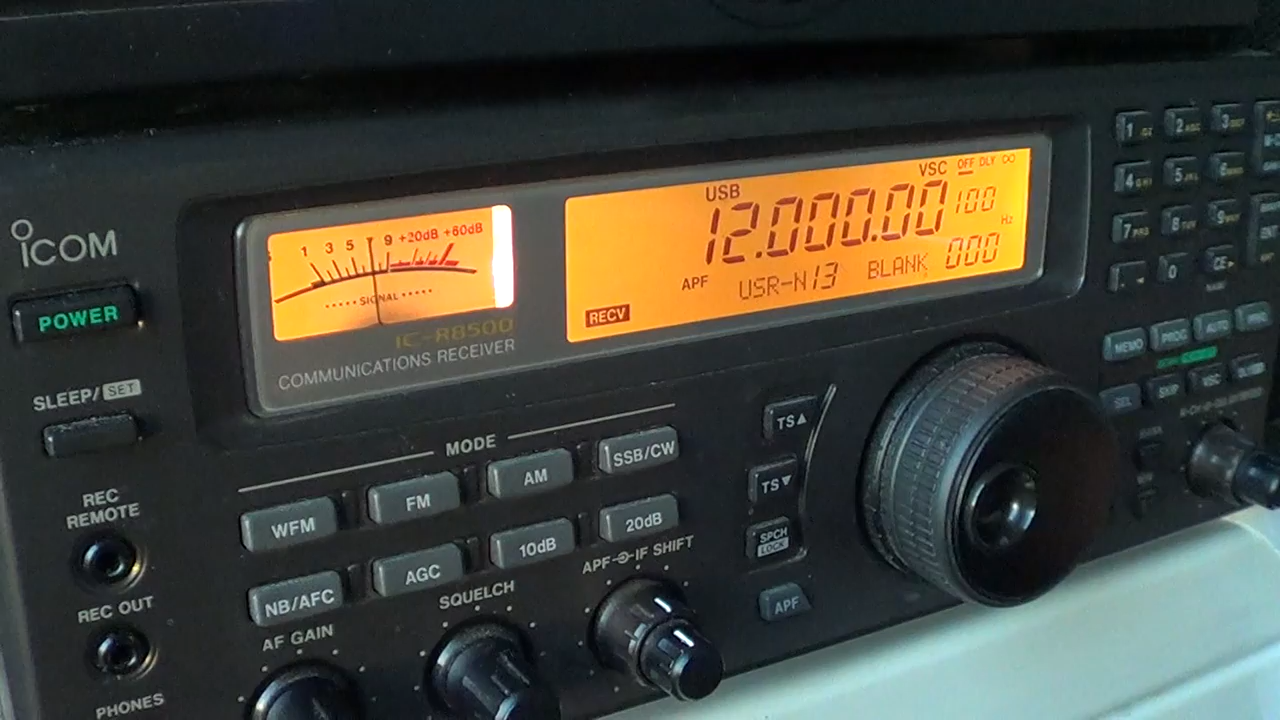 ICOM
POWER
SLEEP/SET
REC
REMOTE
REC OUT
PHONES
1 3 5 9 +20dB +60dB
SIGNAL
IC-R8500
COMMUNICATIONS RECEIVER
USB
VSC OFF DLY ∞
12.000.00 100
Hz
APF USR-N13 BLANK 000
RECV
MODE
WFM FM AM SSB/CW
NB/AFC AGC 10dB 20dB
AF GAIN
SQUELCH
APF IF SHIFT
TS▲
TS▼
SPCH
LOCK
APF
1 2 3
4 5 6
7 8 9
. 0 CE
MEMO PROG AUTO
SEL SKIP VSC